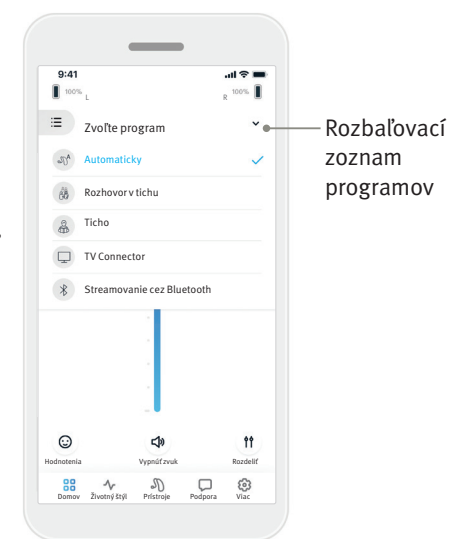 9:41
100% L R 100%
Zvoľte program
Automaticky
Rozhovor v tichu
Ticho
TV Connector
Streamovanie cez Bluetooth
Hodnotenia Vypnúť zvuk Rozdeliť
Domov Životný štýl Prístroje Podpora Viac
Rozbaľovací
zoznam
programov